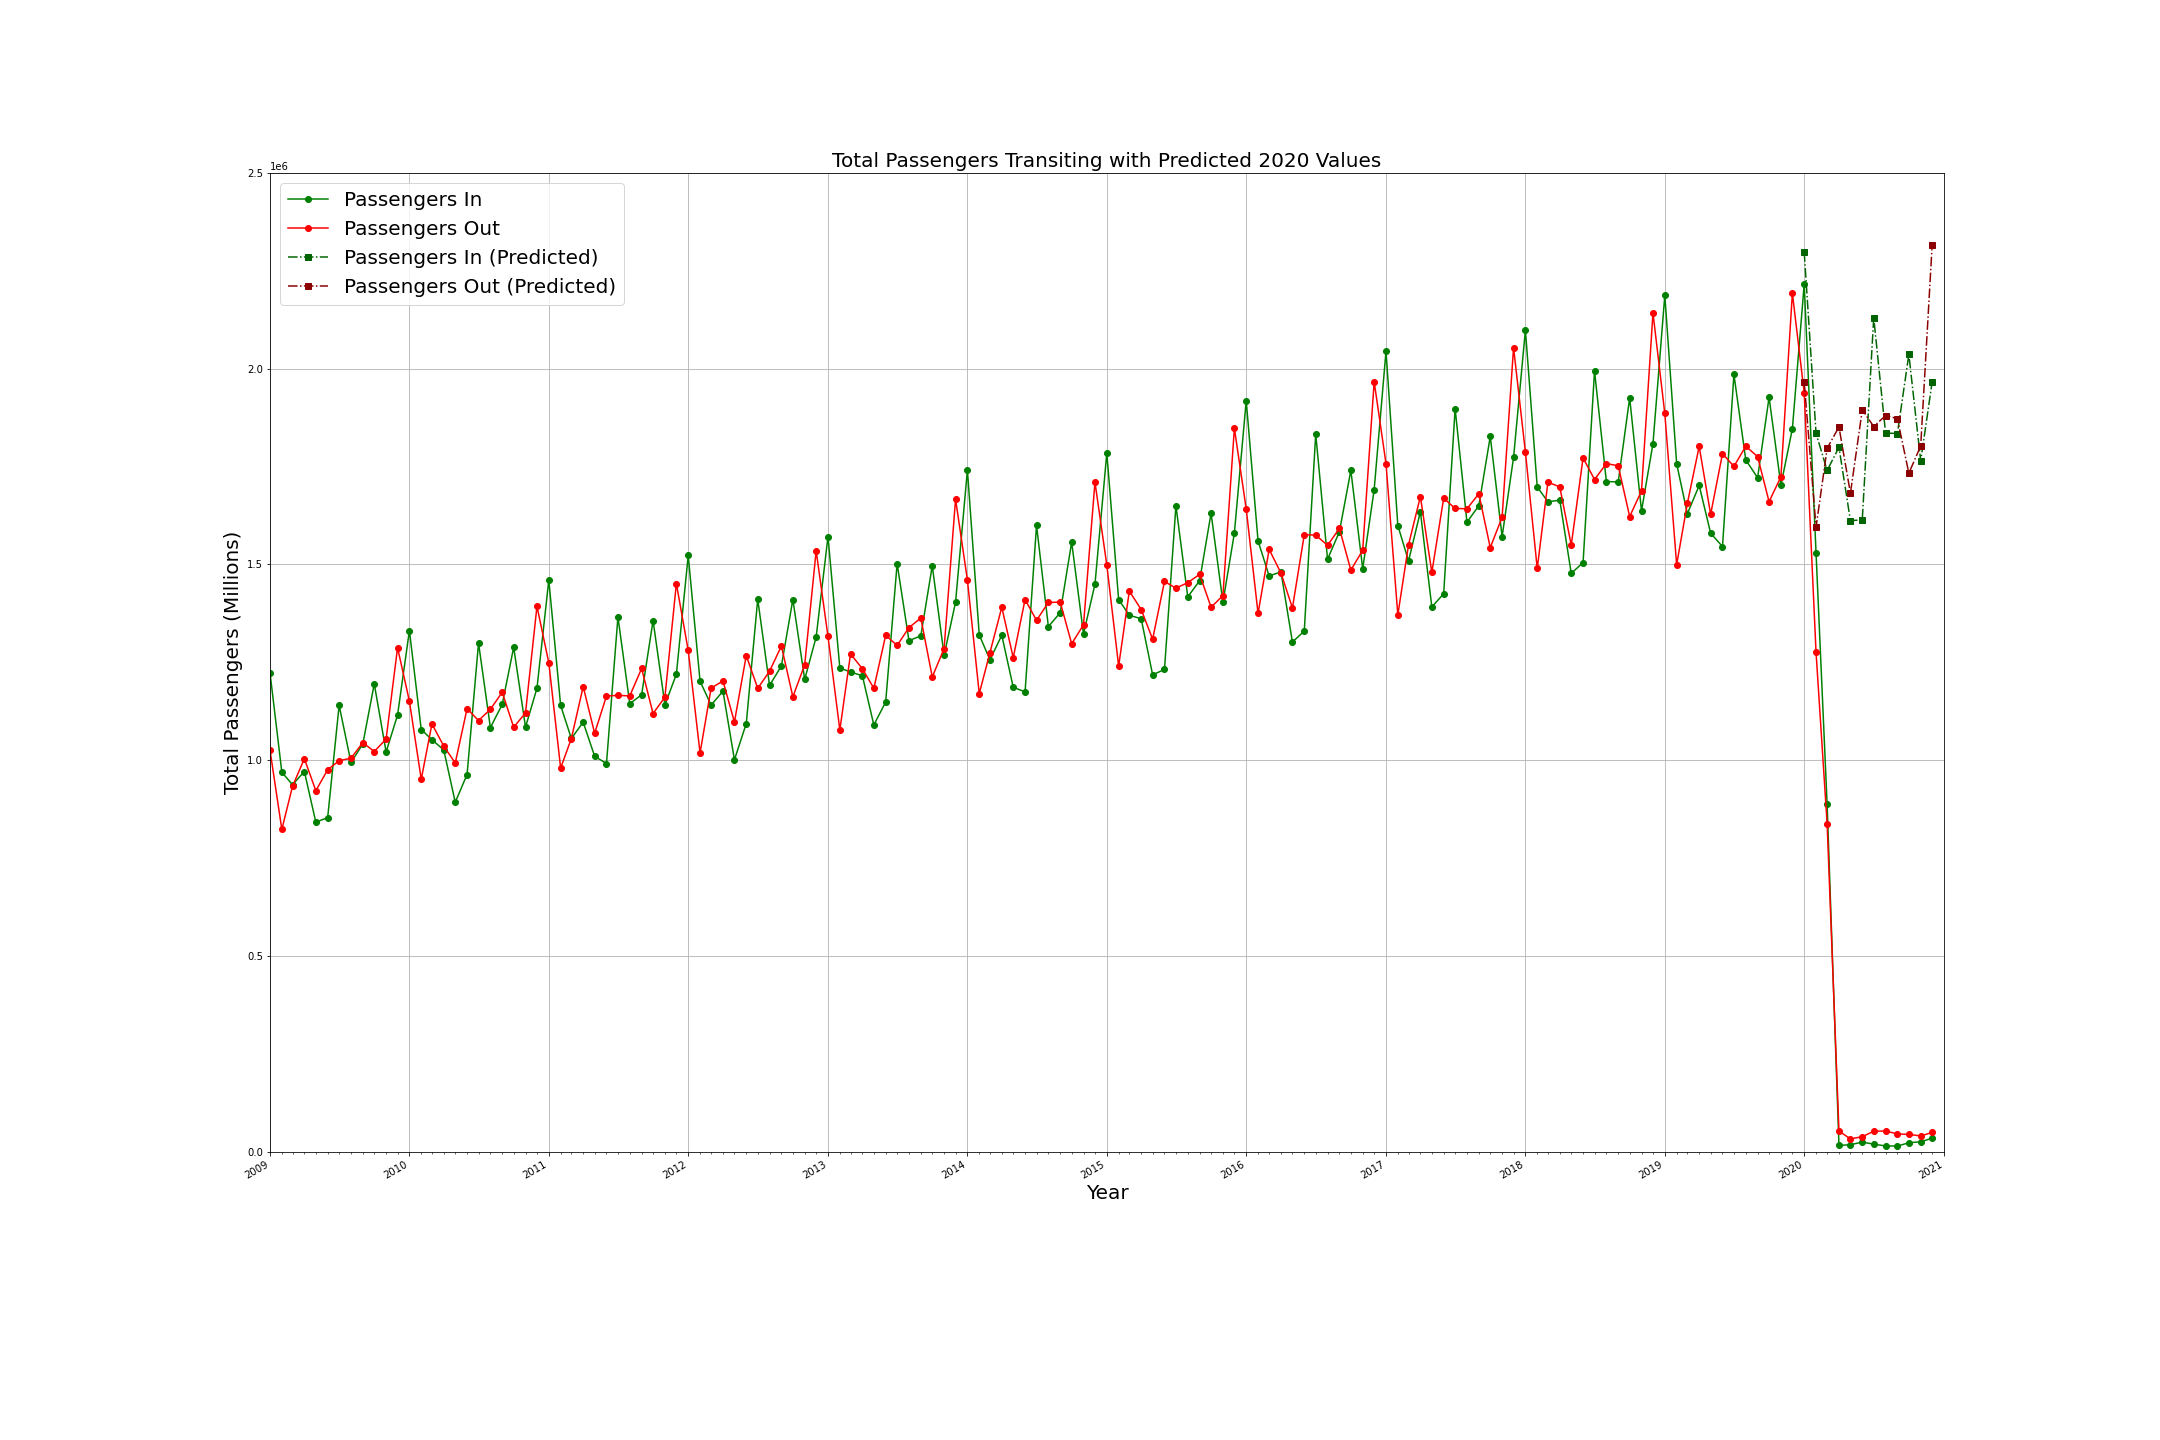 Total Passengers Transiting with Predicted 2020 Values
1e6
2.5
2.0
1.5
1.0
0.5
0.0
Total Passengers (Millions)
Passengers In
Passengers Out
Passengers In (Predicted)
Passengers Out (Predicted)
2009 2010 2011 2012 2013 2014 2015 2016 2017 2018 2019 2020 2021
Year